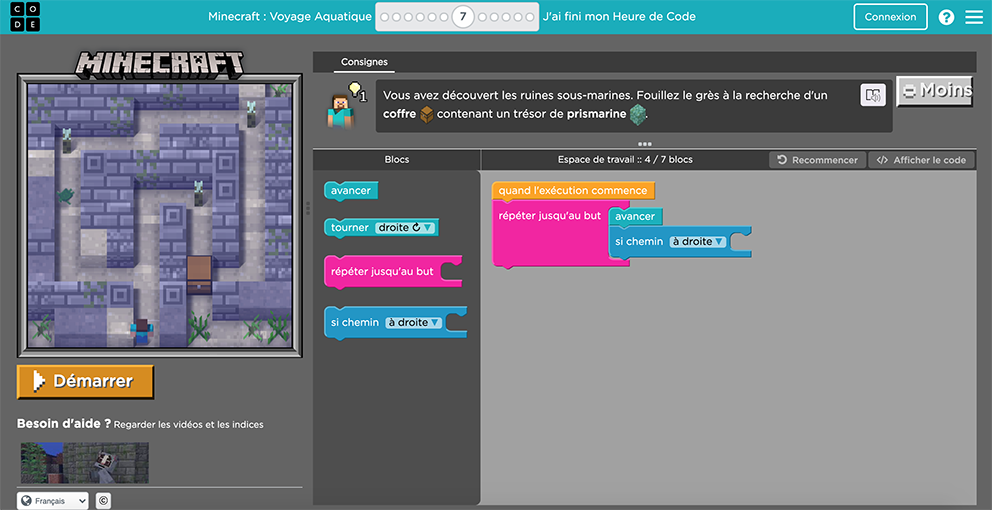 C O
D E
Minecraft : Voyage Aquatique
7
J'ai fini mon Heure de Code
Connexion
?
MINECRAFT
Consignes
1
Vous avez découvert les ruines sous-marines. Fouillez le grès à la recherche d'un
coffre contenant un trésor de prismarine .
Moins
Blocs
Espace de travail :: 4 / 7 blocs
Recommencer
</> Afficher le code
avancer
tourner droite ↻ ▼
répéter jusqu'au but
si chemin à droite ▼
quand l'exécution commence
répéter jusqu'au but
avancer
si chemin à droite ▼
Démarrer
Besoin d'aide ? Regarder les vidéos et les indices
Français
©